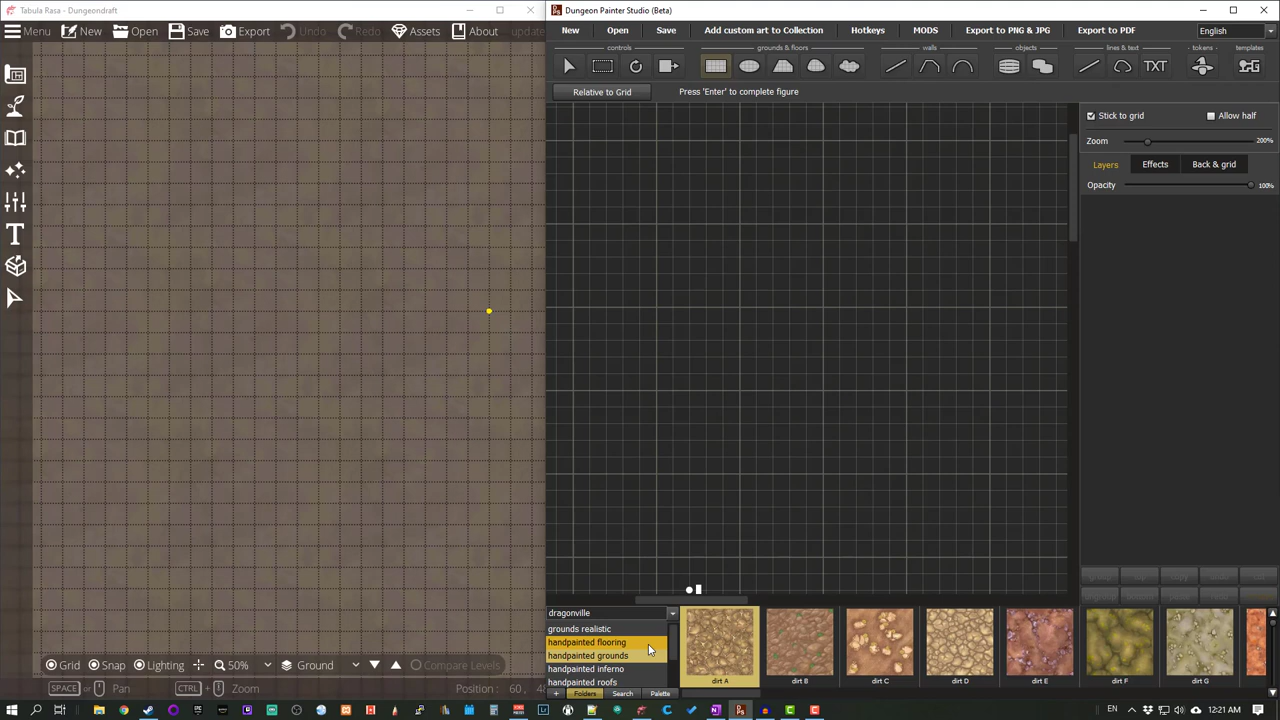 Tabula Rasa - Dungeondraft
Menu New Open Save Export Undo Redo Assets About
Grid Snap Lighting 50% Ground Compare Levels
SPACE or Pan CTRL + Zoom Position: 60,
Dungeon Painter Studio (Beta)
New Open Save Add custom art to Collection Hotkeys MODS Export to PNG & JPG Export to PDF English
controls grounds & floors walls objects lines & text tokens templates
TXT
Relative to Grid Press 'Enter' to complete figure
Stick to grid Allow half
Zoom 200%
Layers Effects Back & grid
Opacity 100%
dragonville
grounds realistic
handpainted flooring
handpainted grounds
handpainted inferno
handpainted roofs
dirt A dirt B dirt C dirt D dirt E dirt F dirt G
+ Folders Search Palette
EN 12:21 AM